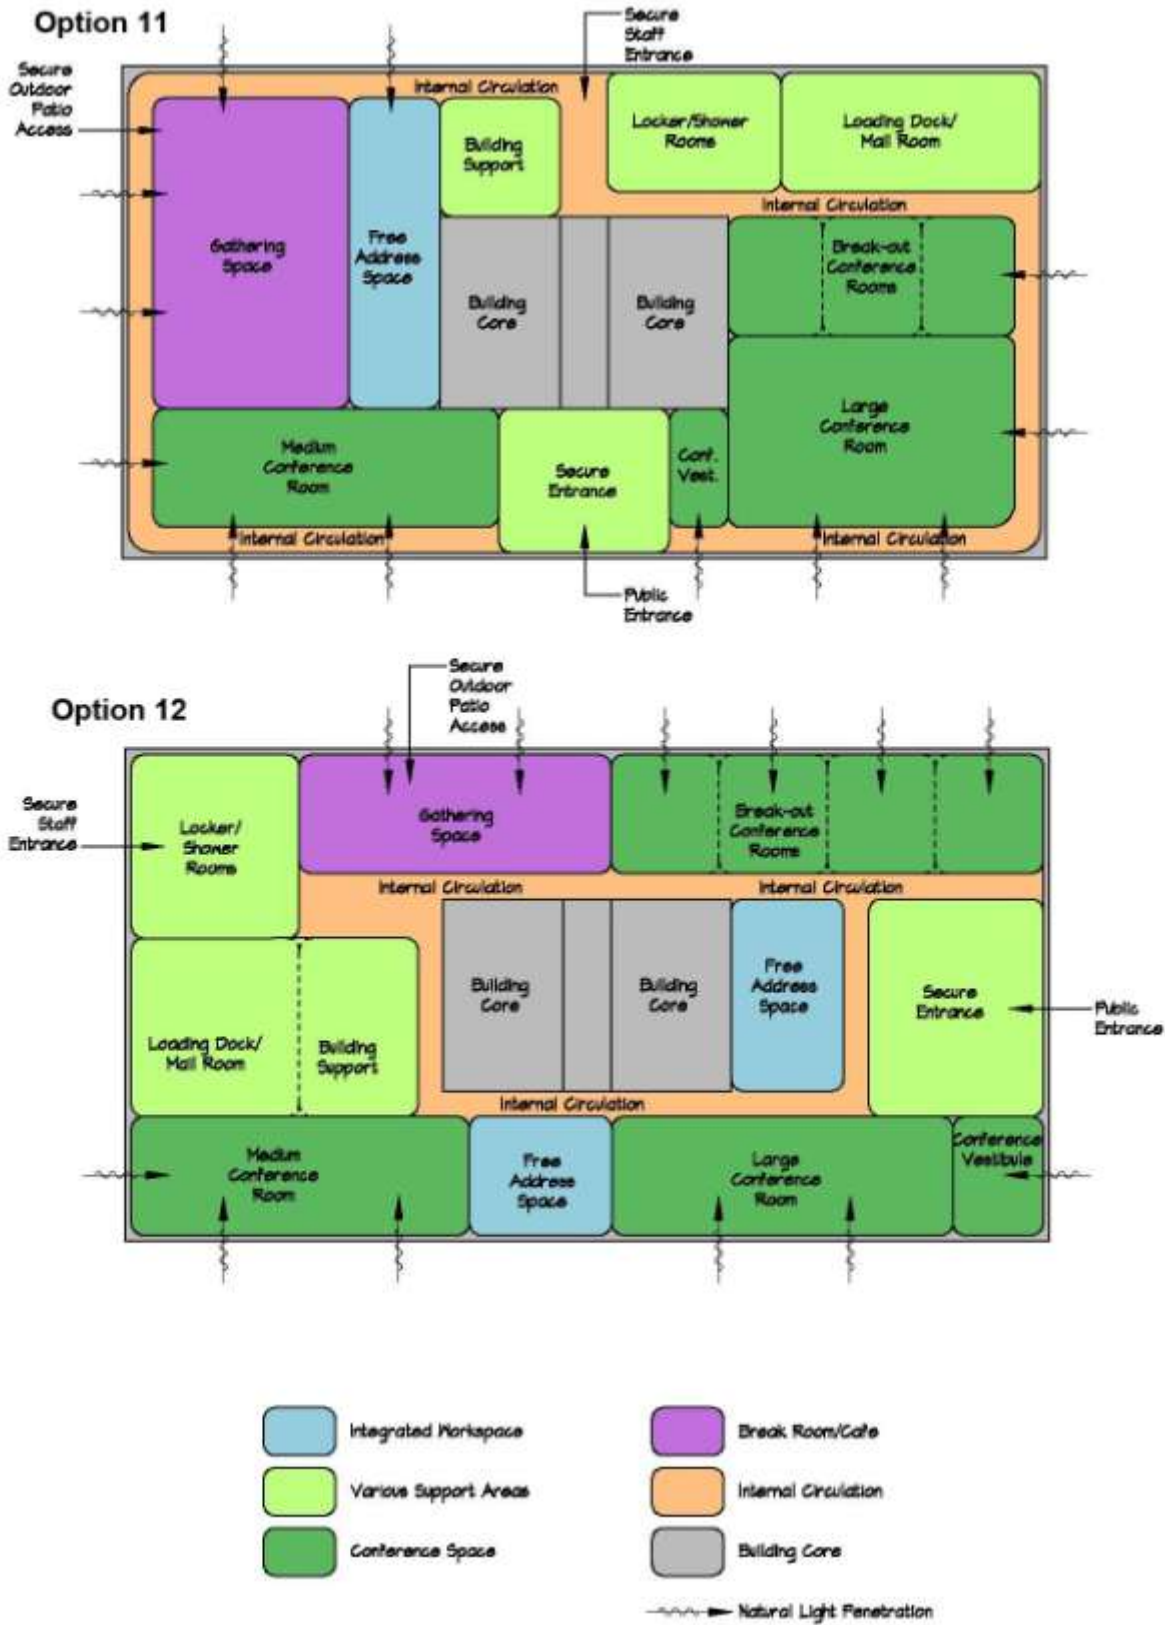 Option 11
Secure
Staff
Entrance
Secure
Outdoor
Patio
Access
Internal Circulation
Locker/Shower
Rooms
Loading Dock/
Mail Room
Building
Support
Internal Circulation
Gathering
Space
Free
Address
Space
Break-out
Conference
Rooms
Building
Core
Building
Core
Large
Conference
Room
Medium
Conference
Room
Secure
Entrance
Conf.
Vest.
Internal Circulation
Internal Circulation
Public
Entrance
Option 12
Secure
Outdoor
Patio
Access
Secure
Staff
Entrance
Locker/
Shower
Rooms
Gathering
Space
Break-out
Conference
Rooms
Internal Circulation
Internal Circulation
Building
Core
Building
Core
Free
Address
Space
Secure
Entrance
Public
Entrance
Loading Dock/
Mail Room
Building
Support
Internal Circulation
Medium
Conference
Room
Free
Address
Space
Large
Conference
Room
Conference
Vestibule
Integrated Workspace
Break Room/Cafe
Various Support Areas
Internal Circulation
Conference Space
Building Core
Natural Light Penetration